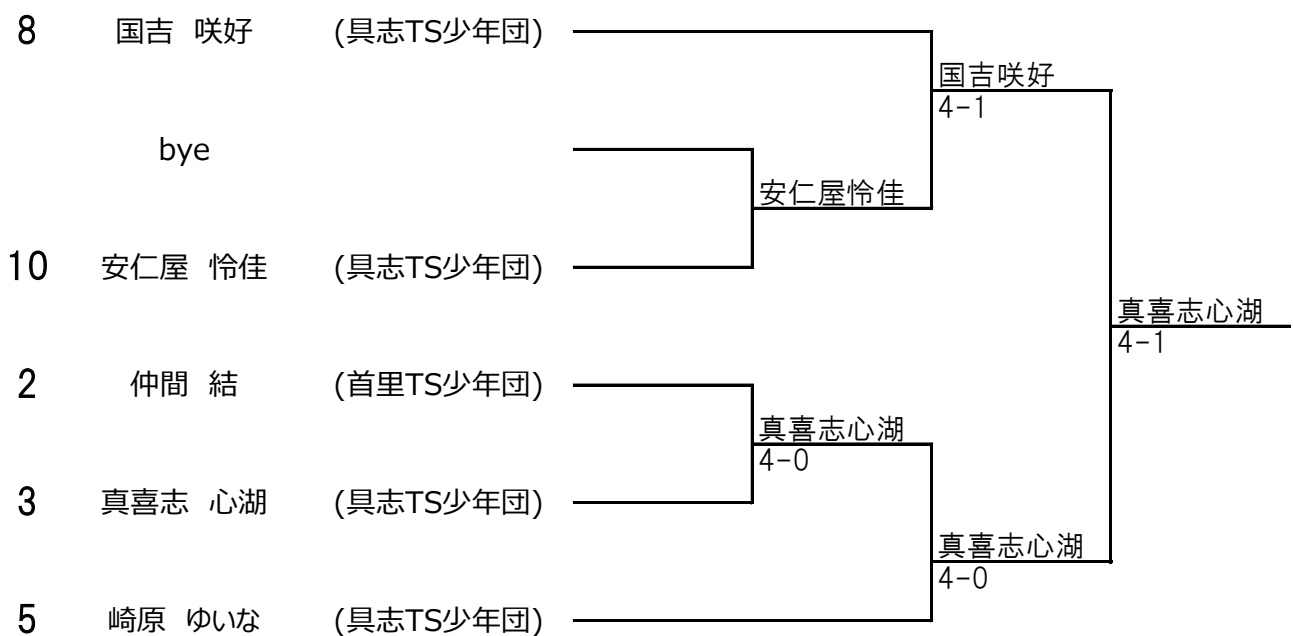 8 国吉 咲好 (具志TS少年団)
国吉咲好
4-1
bye
安仁屋怜佳
10 安仁屋 怜佳 (具志TS少年団)
真喜志心湖
4-1
2 仲間 結 (首里TS少年団)
真喜志心湖
4-0
3 真喜志 心湖 (具志TS少年団)
真喜志心湖
4-0
5 崎原 ゆいな (具志TS少年団)